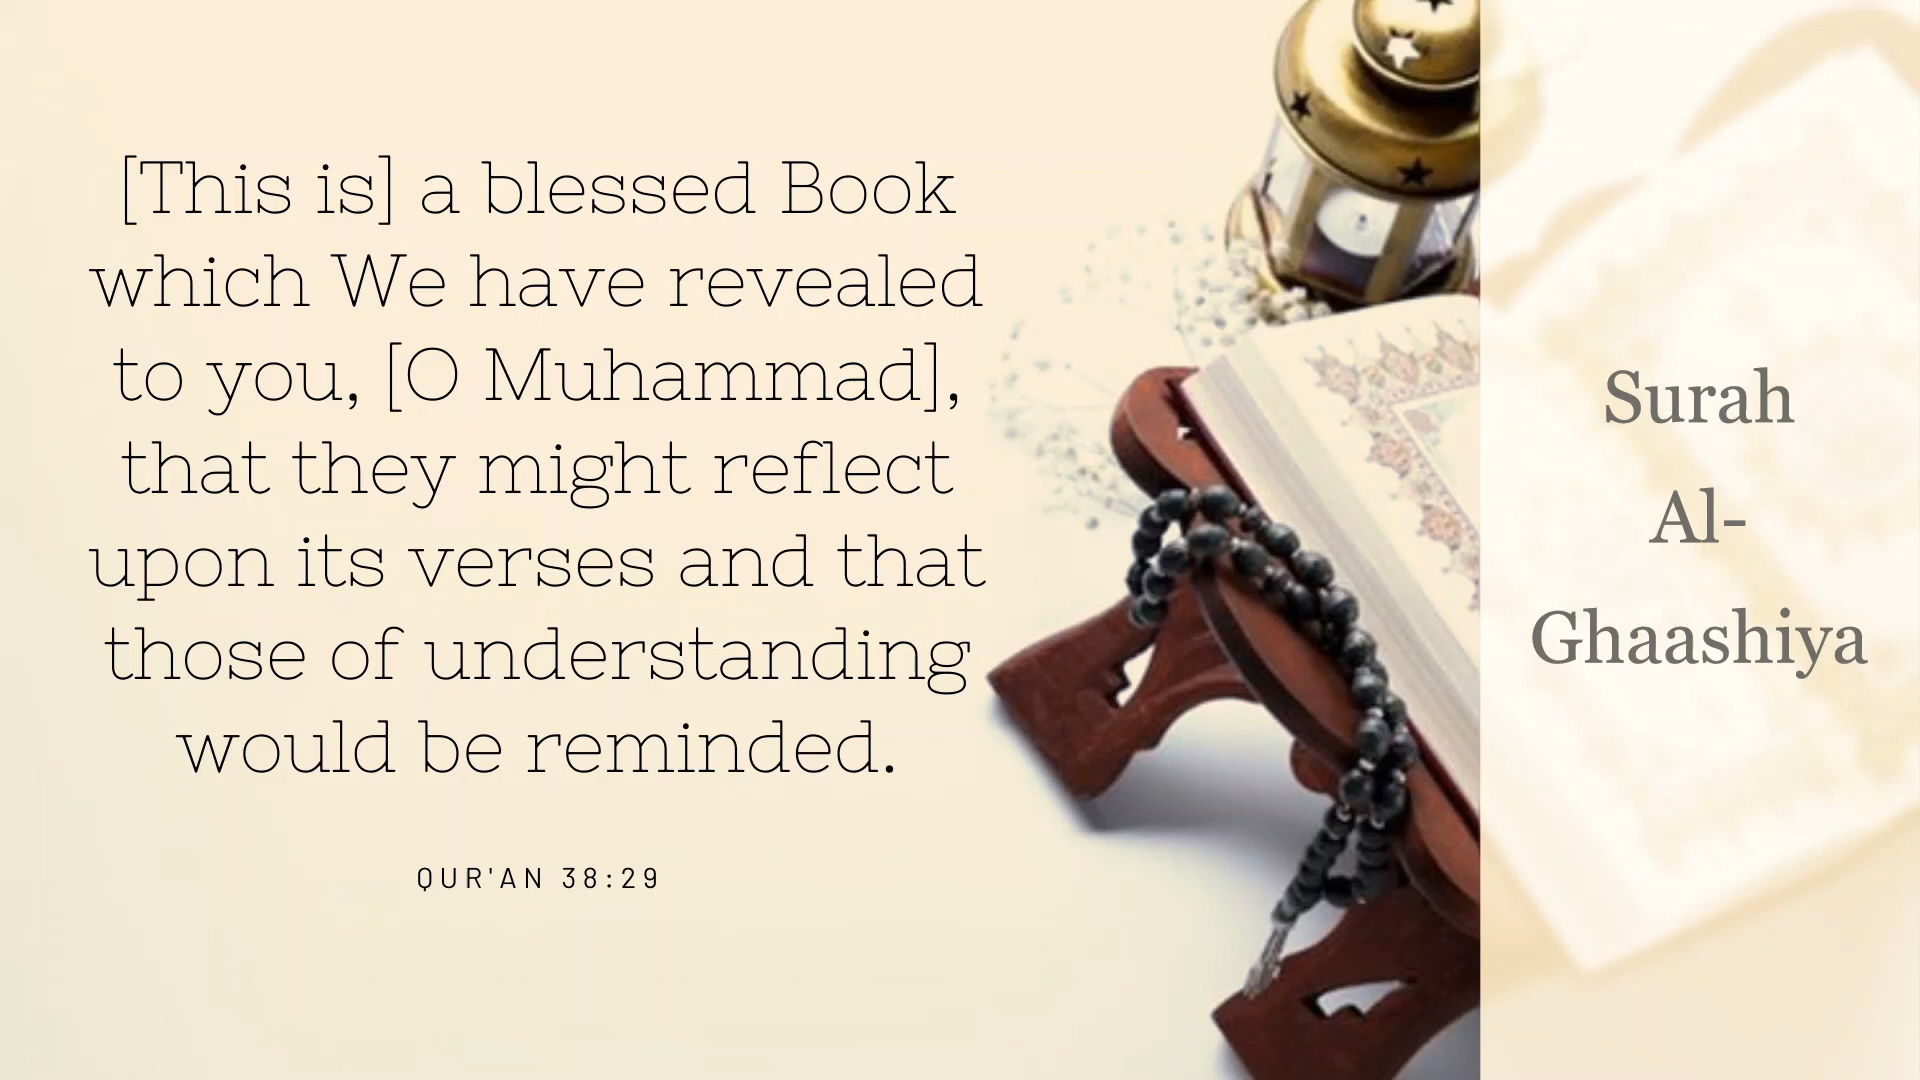 [This is] a blessed Book
which We have revealed
to you, [O Muhammad],
that they might reflect
upon its verses and that
those of understanding
would be reminded.
QUR'AN 38:29
Surah
Al-
Ghaashiya